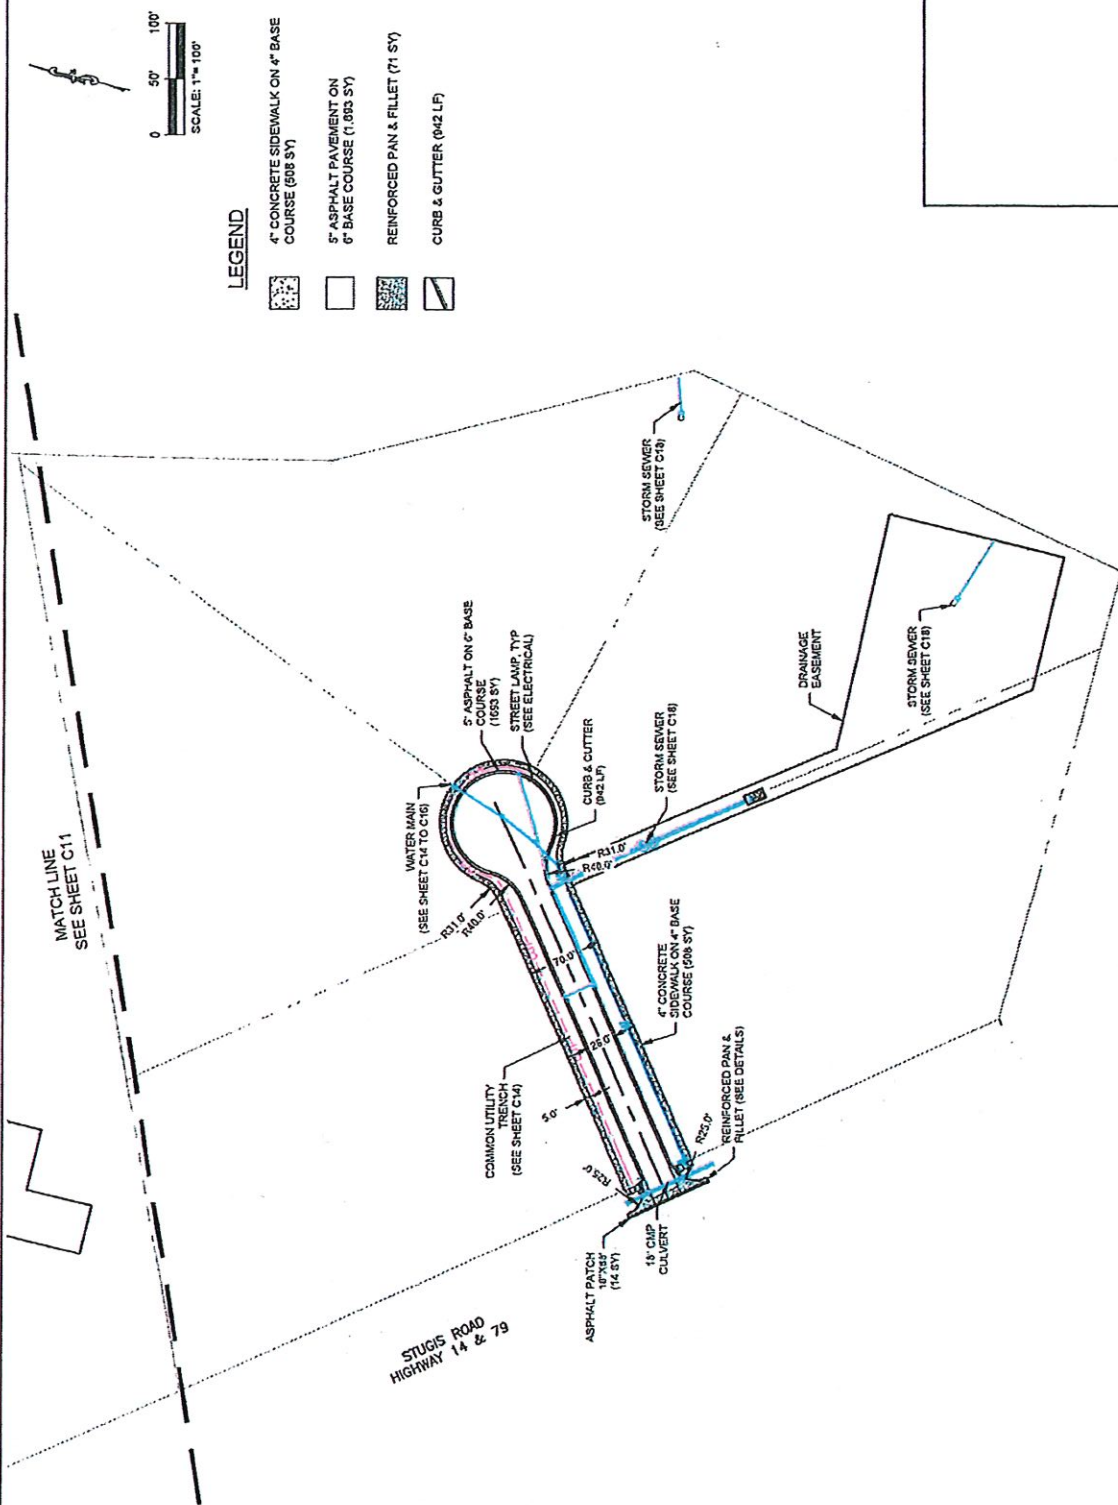 MATCH LINE
SEE SHEET C11
0 50' 100'
SCALE: 1"= 100'
LEGEND
4" CONCRETE SIDEWALK ON 4" BASE
COURSE (508 SY)
5" ASPHALT PAVEMENT ON
6" BASE COURSE (1,693 SY)
REINFORCED PAN & FILLET (71 SY)
CURB & GUTTER (942 LF)
WATER MAIN
(SEE SHEET C14 TO C16)
5" ASPHALT ON 6" BASE
COURSE
(1693 SY)
STREET LAMP, TYP
(SEE ELECTRICAL)
CURB & GUTTER
(942 LF)
STORM SEWER
(SEE SHEET C18)
STORM SEWER
(SEE SHEET C18)
STORM SEWER
(SEE SHEET C18)
DRAINAGE
EASEMENT
R31.0'
R40.0'
R31.0'
R40.0'
70.0'
26.0'
5.0'
COMMON UTILITY
TRENCH
(SEE SHEET C14)
4" CONCRETE
SIDEWALK ON 4" BASE
COURSE (508 SY)
R25.0'
R25.0'
REINFORCED PAN &
FILLET (SEE DETAILS)
ASPHALT PATCH
(14 SY)
18" CMP
CULVERT
STUGIS ROAD
HIGHWAY 14 & 79